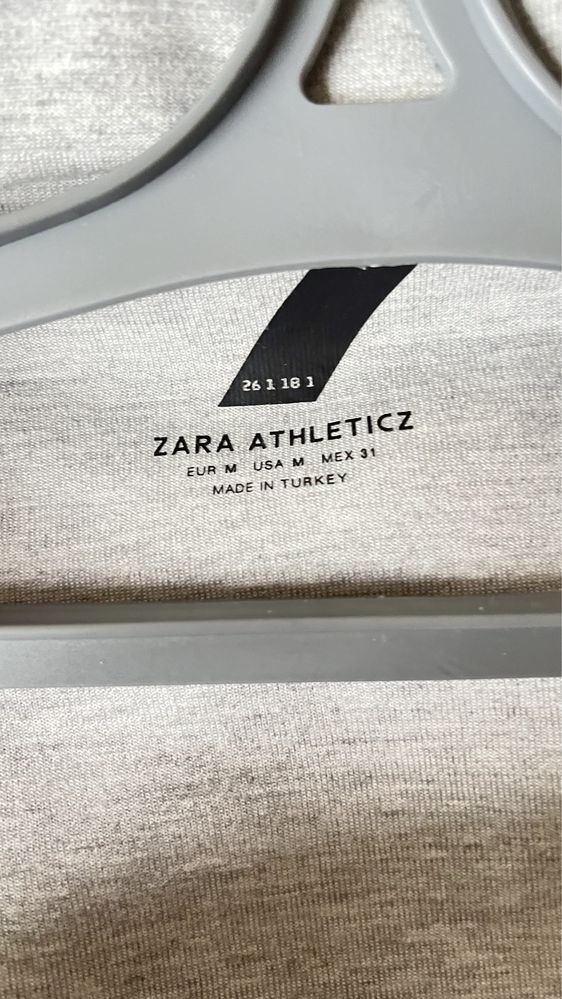 26 1 18 1
ZARA ATHLETICZ
EUR M USA M MEX 31
MADE IN TURKEY